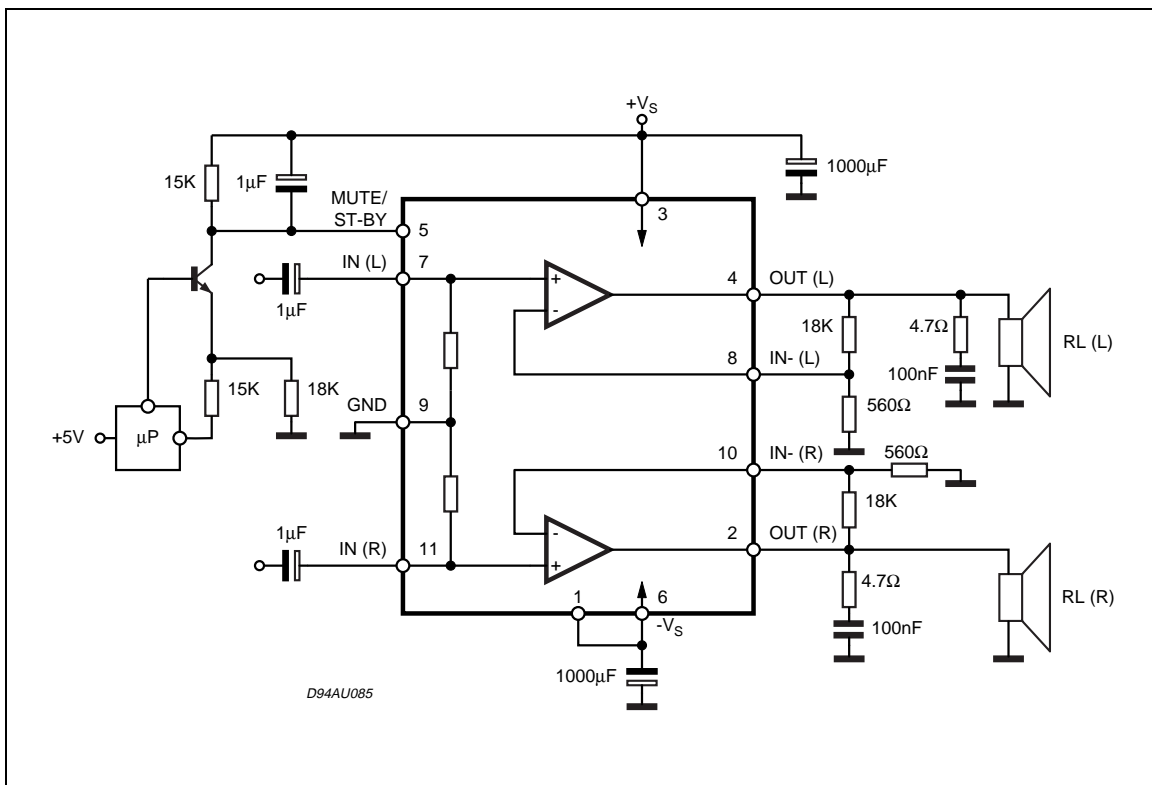 +VS
15K
1μF
1000μF
MUTE/
ST-BY
5
3
IN (L)
7
+
-
4
OUT (L)
1μF
18K
4.7Ω
RL (L)
8
IN- (L)
100nF
15K
18K
GND
9
560Ω
+5V
μP
10
IN- (R)
560Ω
18K
1μF
IN (R)
11
-
+
2
OUT (R)
4.7Ω
RL (R)
1
6
-VS
100nF
1000μF
D94AU085